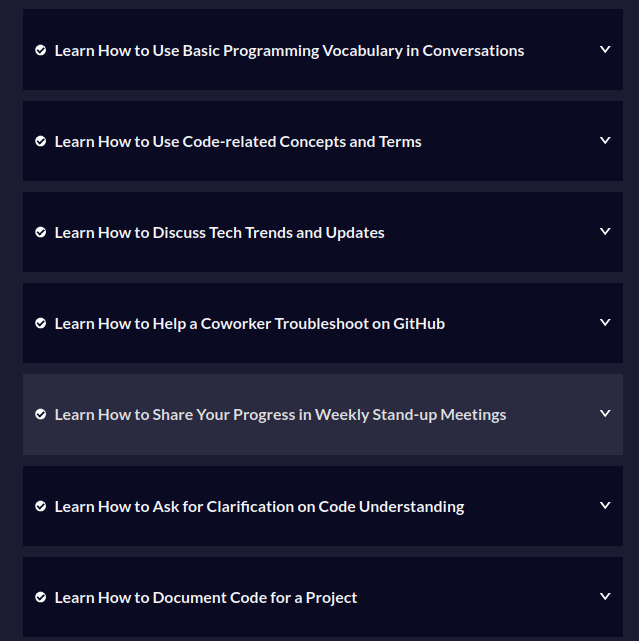 Learn How to Use Basic Programming Vocabulary in Conversations
Learn How to Use Code-related Concepts and Terms
Learn How to Discuss Tech Trends and Updates
Learn How to Help a Coworker Troubleshoot on GitHub
Learn How to Share Your Progress in Weekly Stand-up Meetings
Learn How to Ask for Clarification on Code Understanding
Learn How to Document Code for a Project